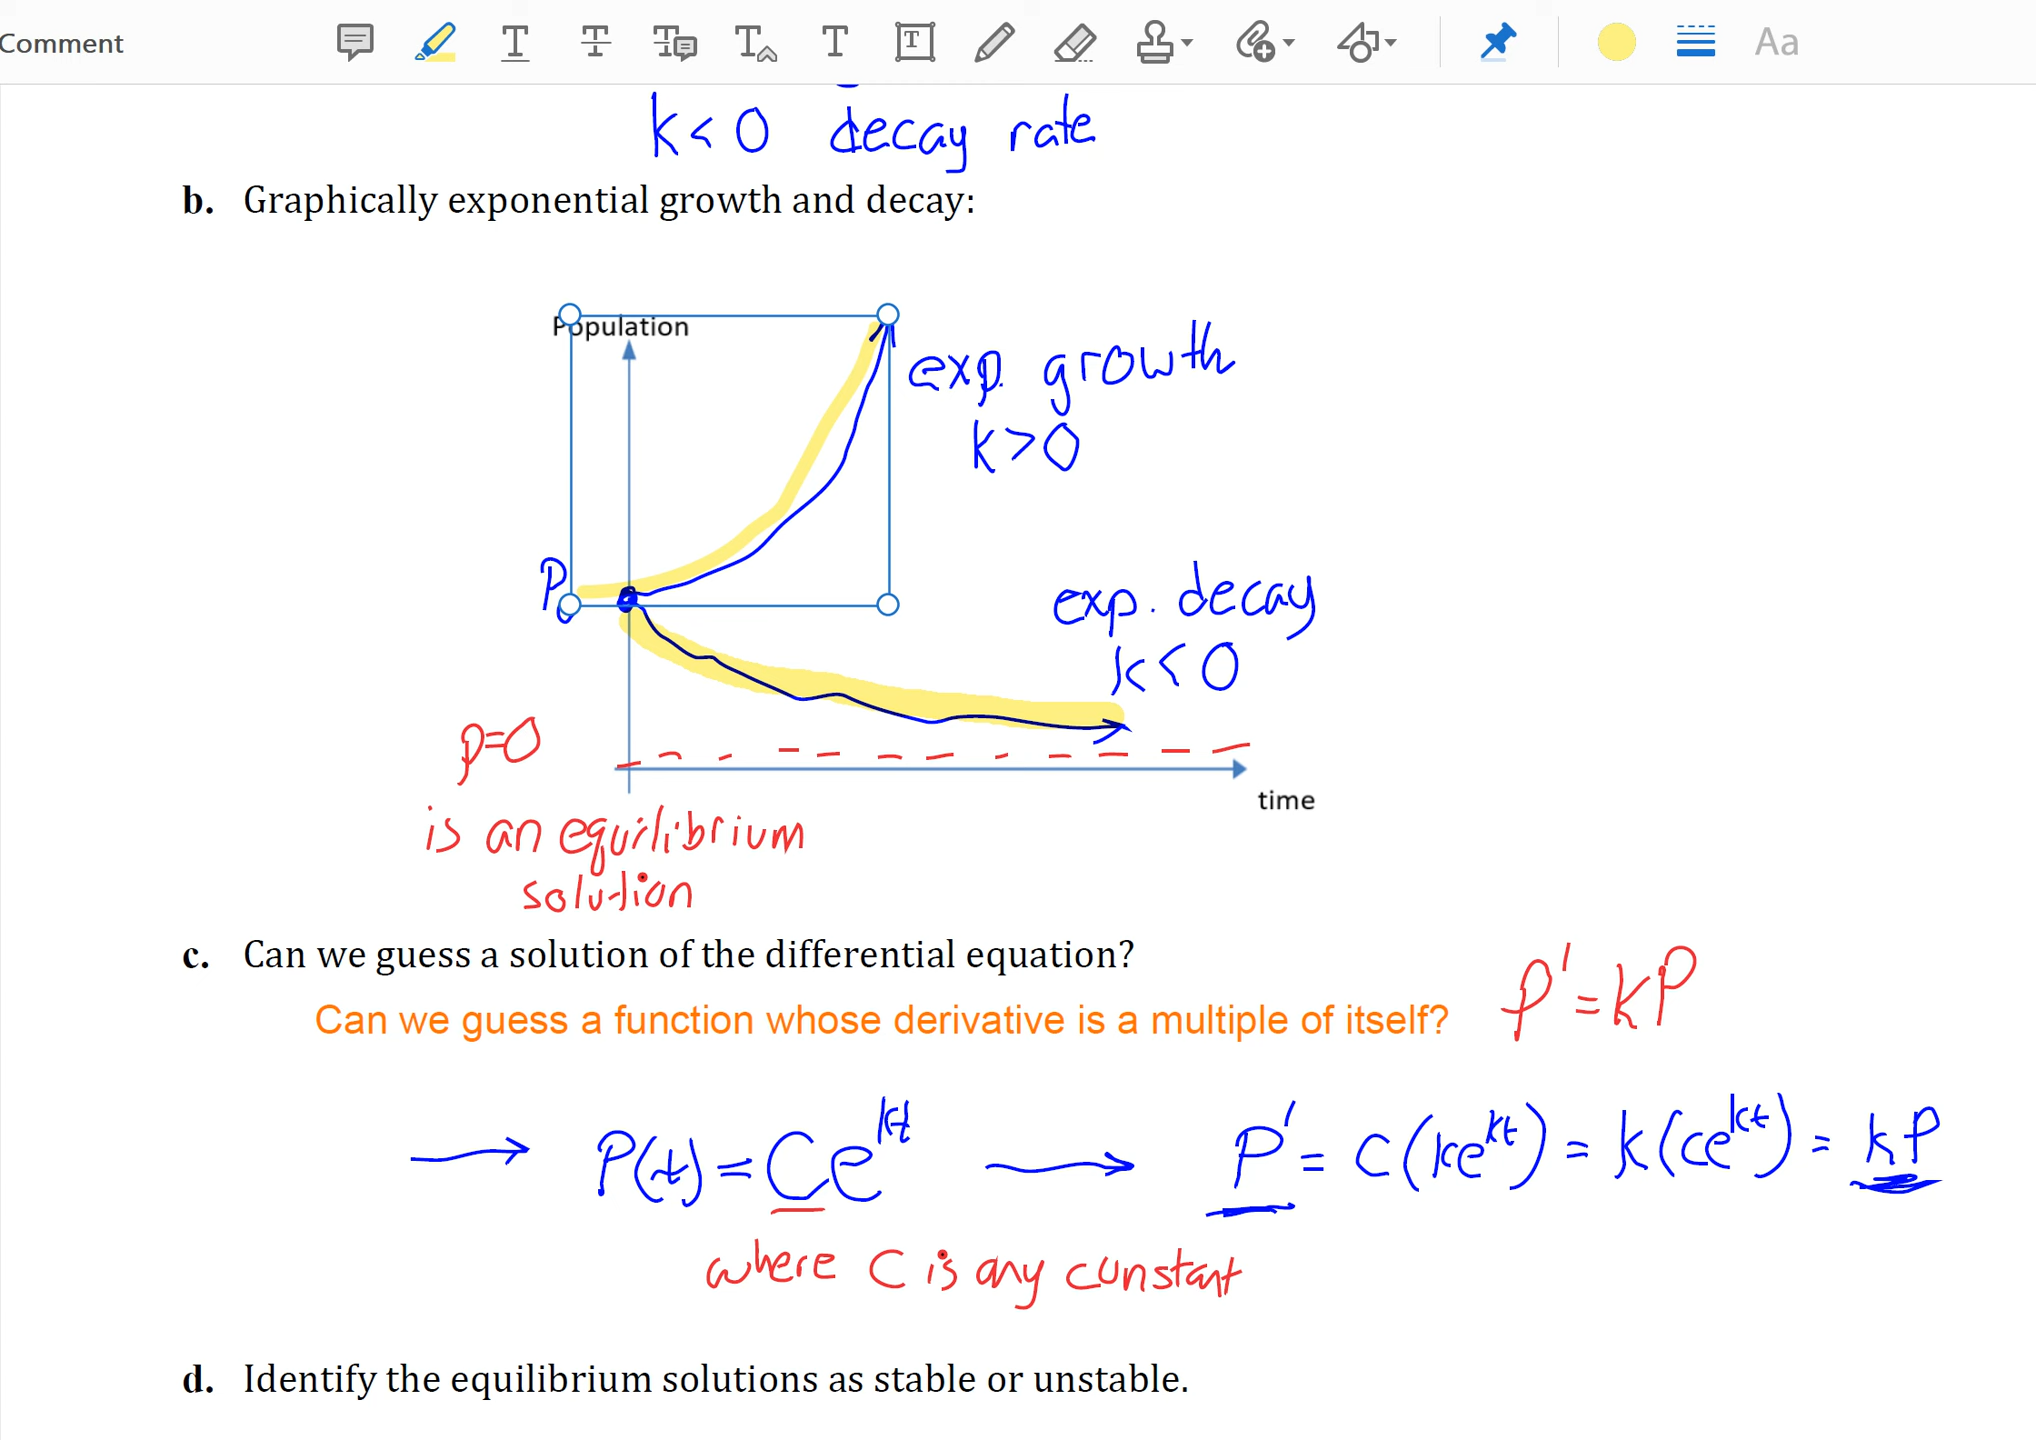 Comment
T T T T T T Aa
k < 0 decay rate
b. Graphically exponential growth and decay:
Population
exp. growth
k > 0
P₀
exp. decay
k < 0
P=0
time
is an equilibrium
solution
c. Can we guess a solution of the differential equation?
P' = kP
Can we guess a function whose derivative is a multiple of itself?
P(t) = Ce^{kt} P' = C(ke^{kt}) = k(ce^{kt}) = kP
where C is any constant
d. Identify the equilibrium solutions as stable or unstable.